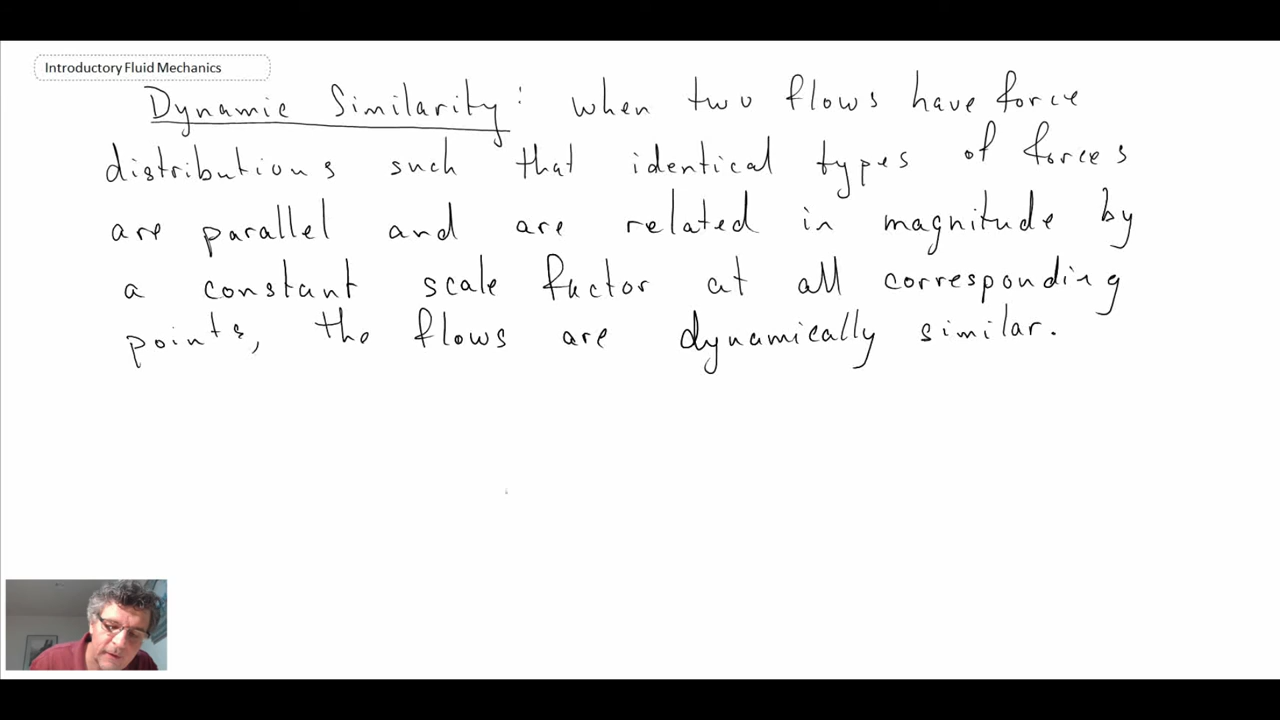 Introductory Fluid Mechanics
Dynamic Similarity: when two flows have force
distributions such that identical types of forces
are parallel and are related in magnitude by
a constant scale factor at all corresponding
points, the flows are dynamically similar.